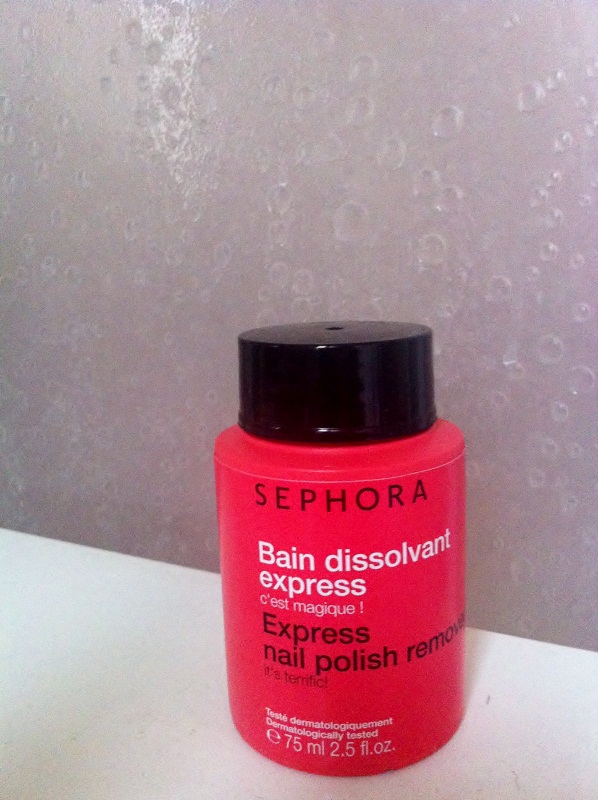 SEPHORA
Bain dissolvant
express
c'est magique !
Express
nail polish remove
it's terrific!
Testé dermatologiquement
Dermatologically tested
℮ 75 ml 2.5 fl.oz.